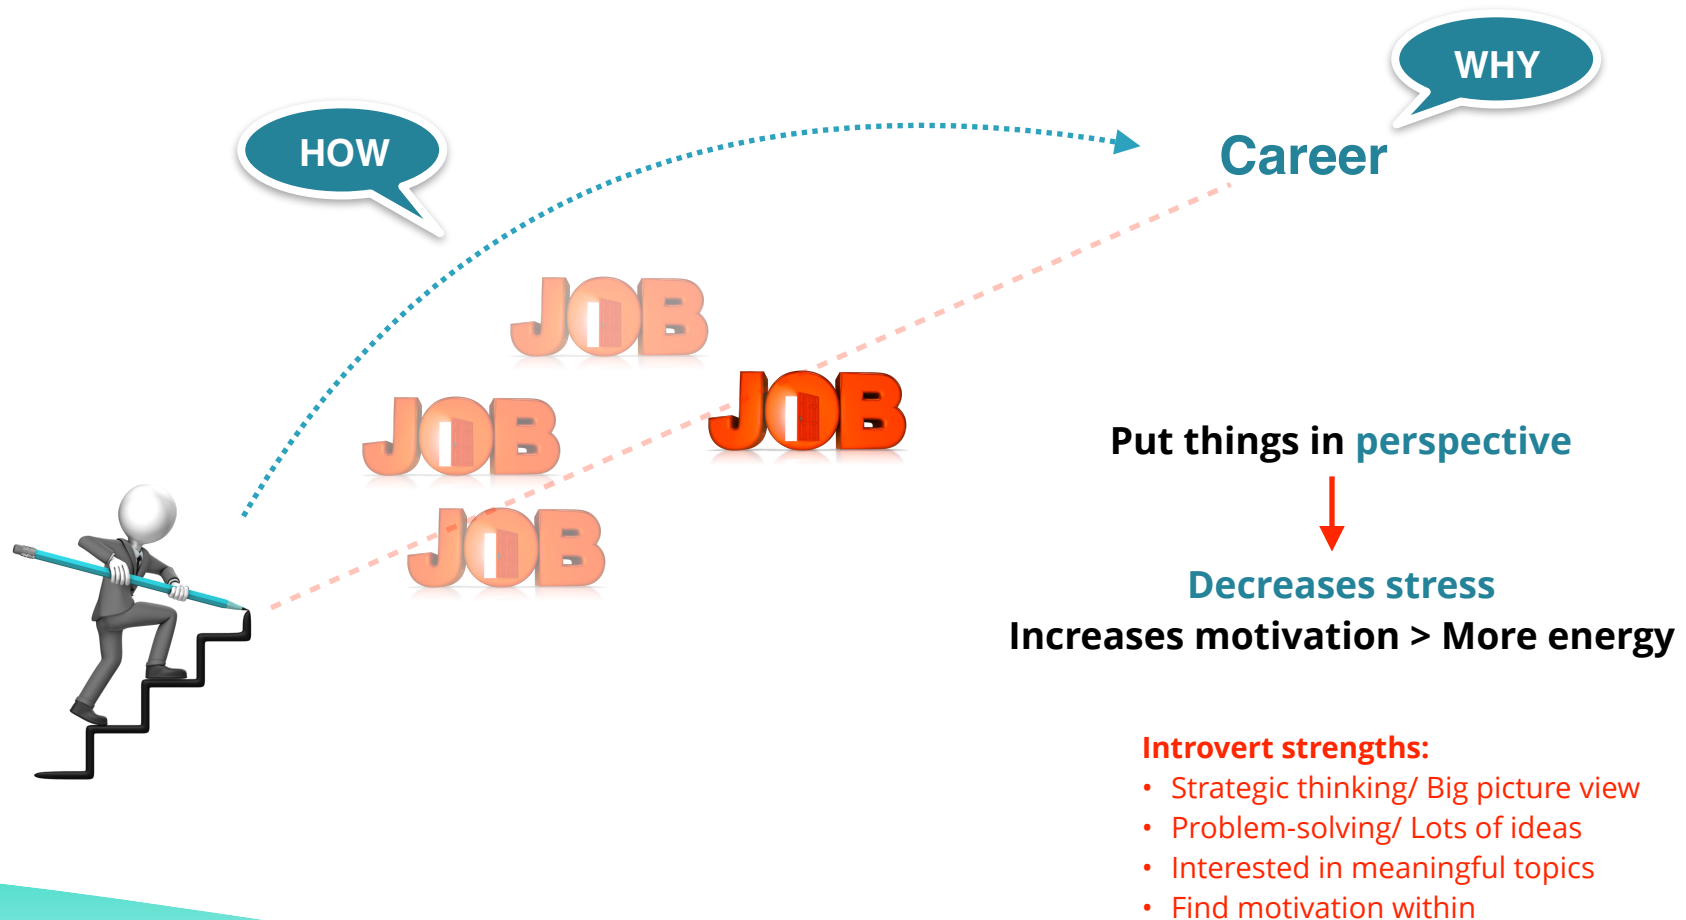 WHY
HOW
Career
JOB
JOB
JOB
JOB
Put things in perspective
Decreases stress
Increases motivation > More energy
Introvert strengths:
• Strategic thinking/ Big picture view
• Problem-solving/ Lots of ideas
• Interested in meaningful topics
• Find motivation within